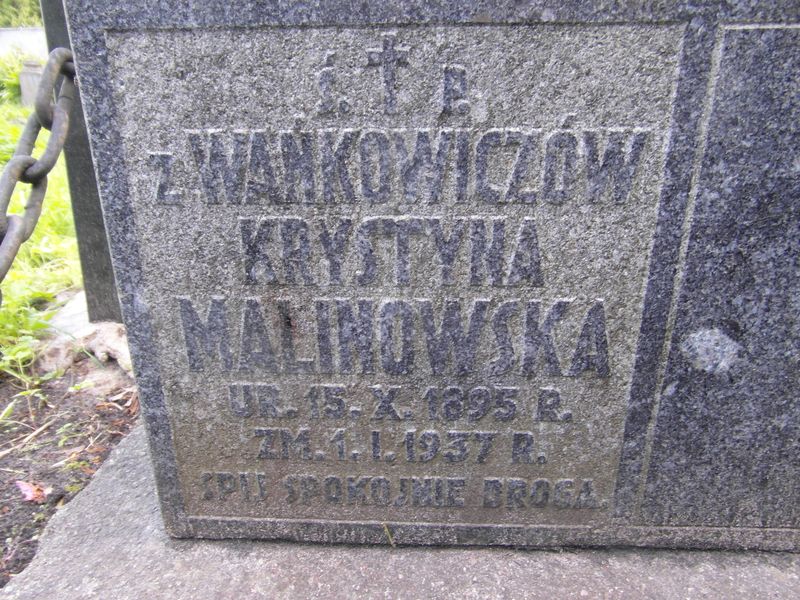 Ś. † P.
z WAŃKOWICZÓW
KRYSTYNA
MALINOWSKA
UR. 15. X. 1895 R.
ZM. 1. I. 1937 R.
ŚPIJ SPOKOJNIE DROGA.